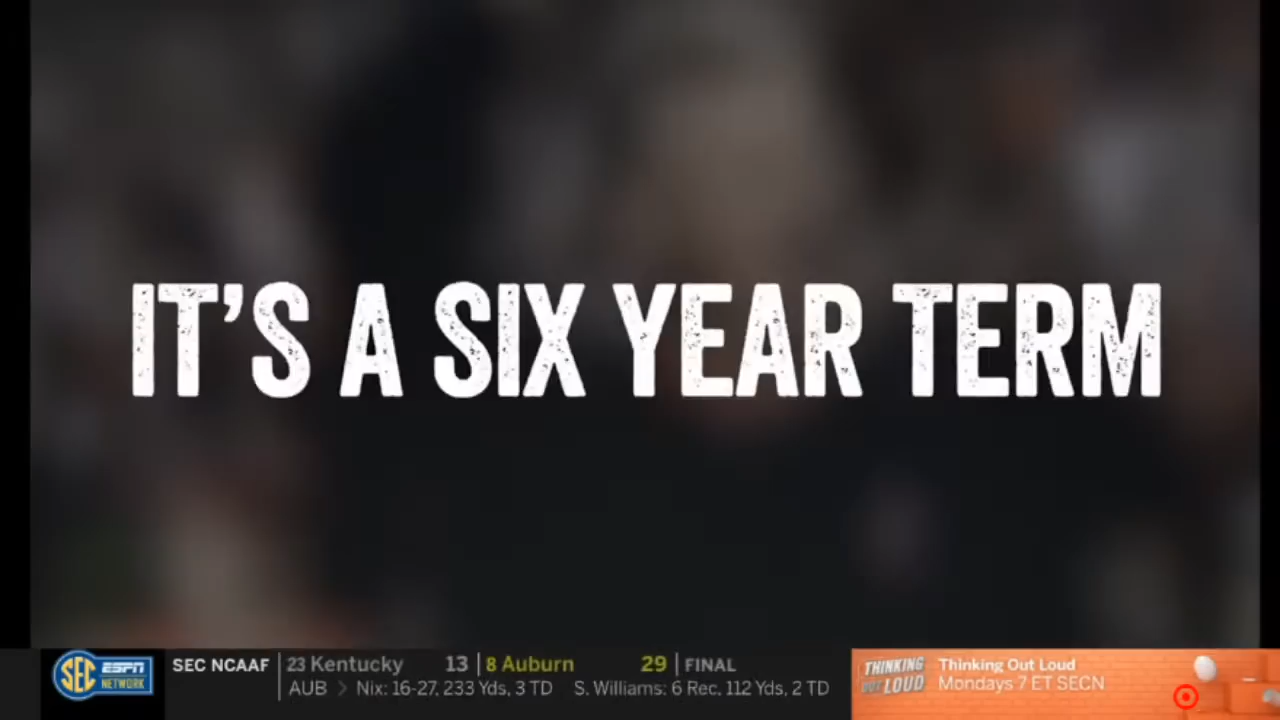 IT'S A SIX YEAR TERM
SEC ESPN NETWORK
SEC NCAAF
23 Kentucky 13
8 Auburn 29
FINAL
AUB > Nix: 16-27, 233 Yds, 3 TD S. Williams: 6 Rec, 112 Yds, 2 TD
THINKING OUT LOUD
Thinking Out Loud
Mondays 7 ET SECN